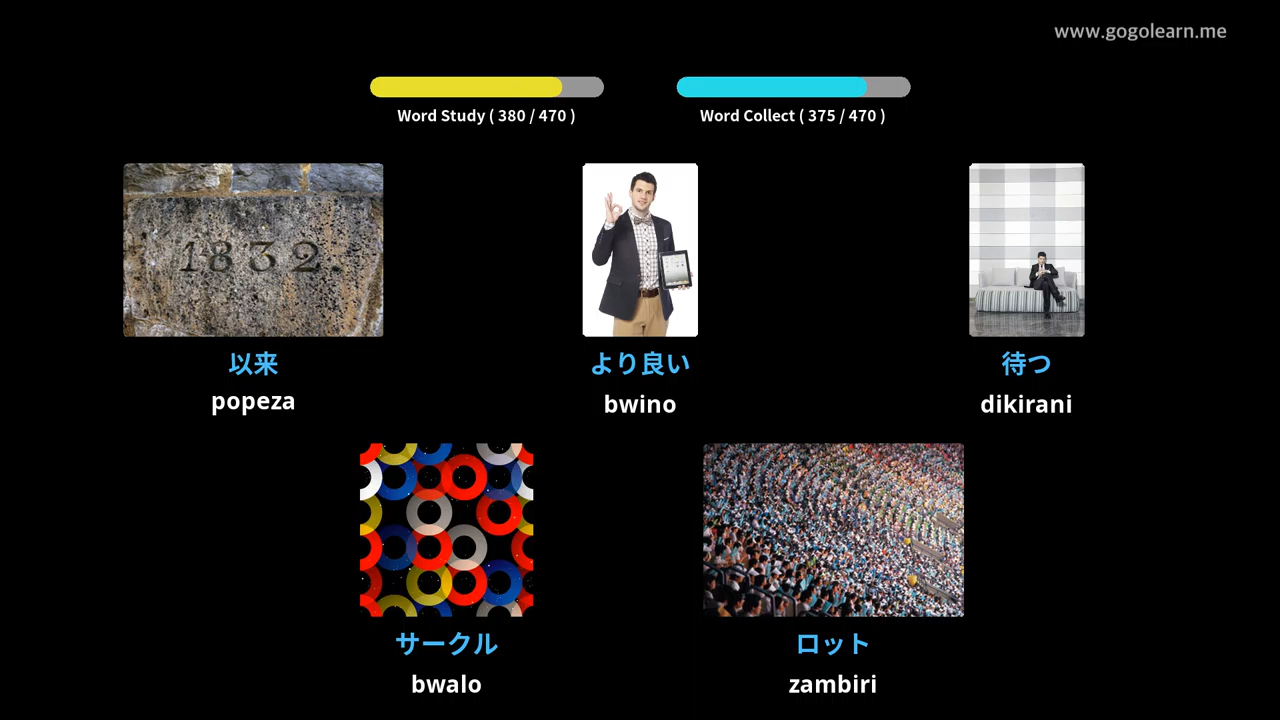 www.gogolearn.me
Word Study ( 380 / 470 )
Word Collect ( 375 / 470 )
1832.
以来
popeza
より良い
bwino
待つ
dikirani
サークル
bwalo
ロット
zambiri